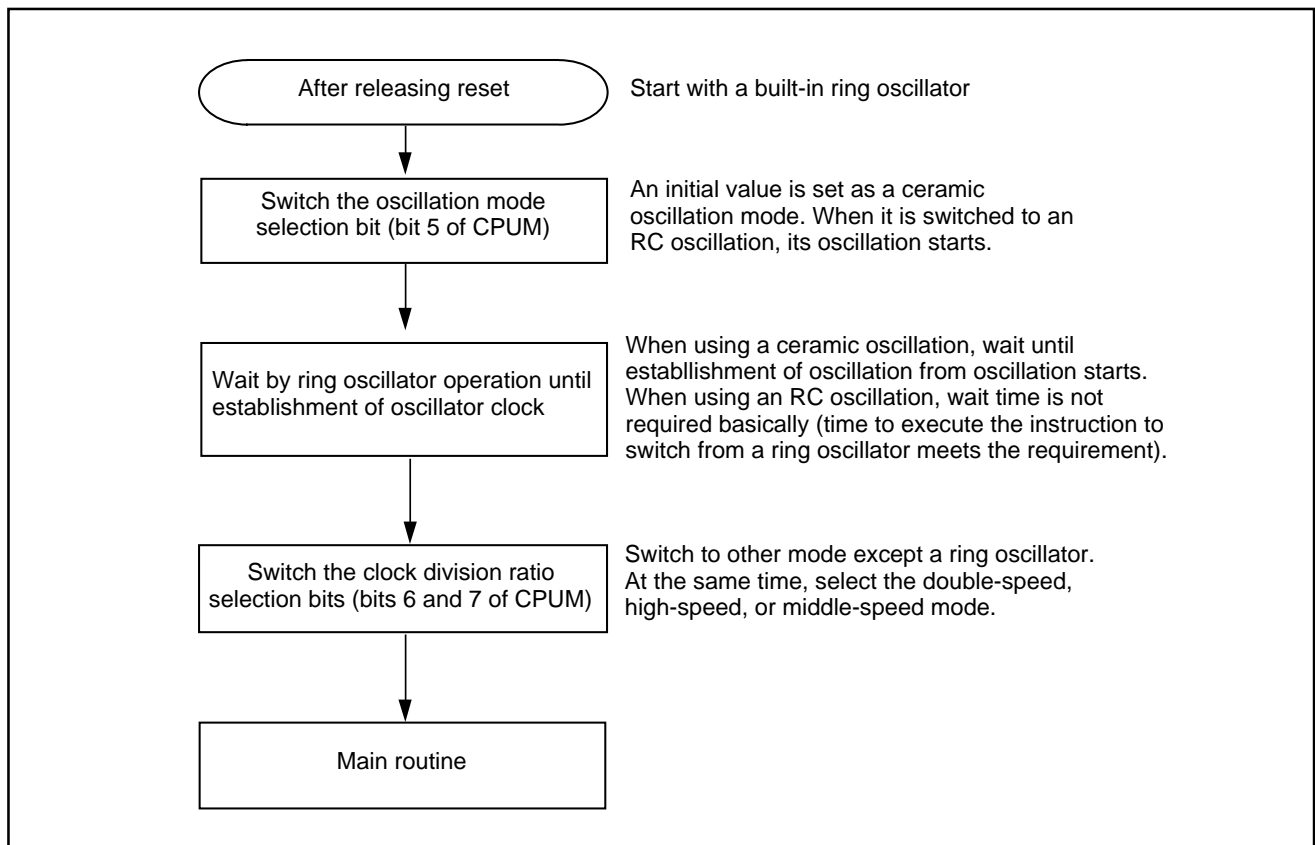 After releasing reset
Start with a built-in ring oscillator
Switch the oscillation mode
selection bit (bit 5 of CPUM)
An initial value is set as a ceramic
oscillation mode. When it is switched to an
RC oscillation, its oscillation starts.
Wait by ring oscillator operation until
establishment of oscillator clock
When using a ceramic oscillation, wait until
establlishment of oscillation from oscillation starts.
When using an RC oscillation, wait time is not
required basically (time to execute the instruction to
switch from a ring oscillator meets the requirement).
Switch the clock division ratio
selection bits (bits 6 and 7 of CPUM)
Switch to other mode except a ring oscillator.
At the same time, select the double-speed,
high-speed, or middle-speed mode.
Main routine